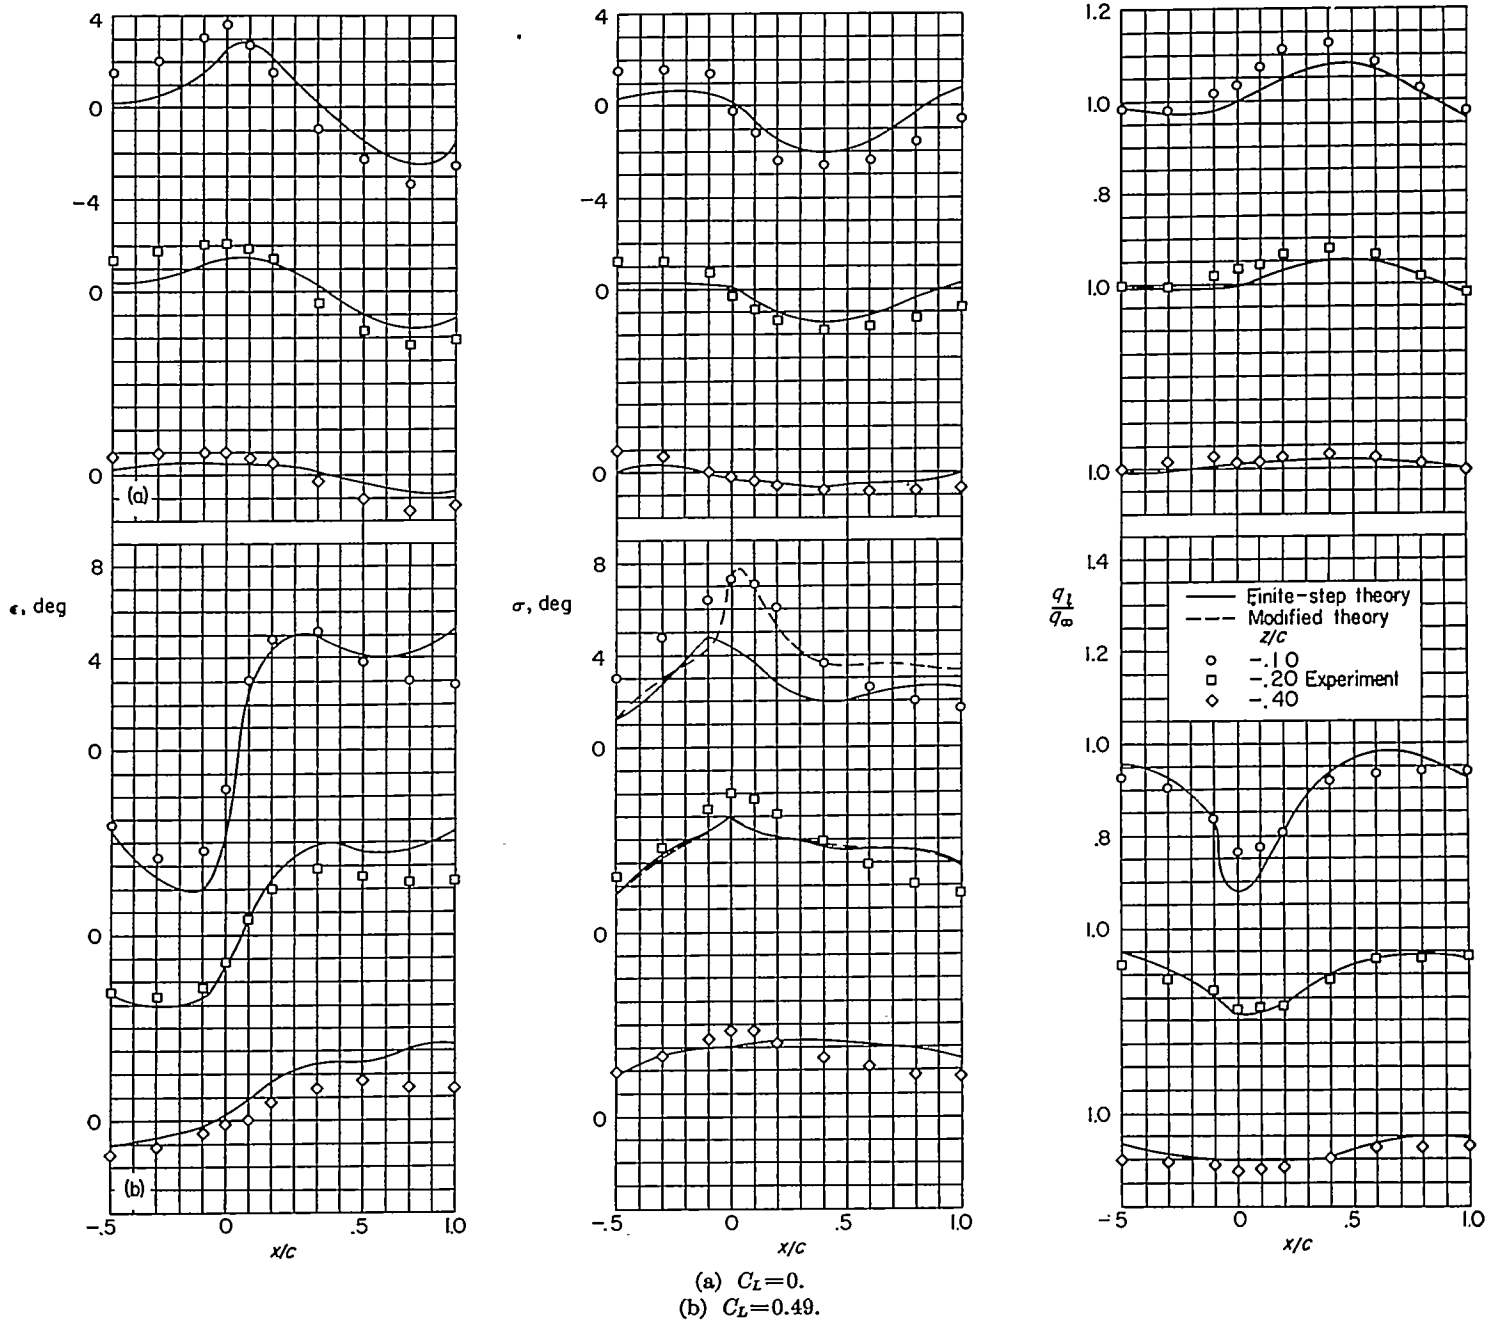 4
0
−4
0
0
(a)
8
4
0
0
0
(b)
ϵ, deg
−.5 0 .5 1.0
x/c
4
0
−4
0
0
8
4
0
0
0
σ, deg
−.5 0 .5 1.0
x/c
1.2
1.0
.8
1.0
1.0
1.4
1.2
1.0
.8
1.0
1.0
q_l/q_∞
Finite-step theory
Modified theory
z/c
−.10
−.20 Experiment
−.40
−.5 0 .5 1.0
x/c
(a) C_L=0.
(b) C_L=0.49.